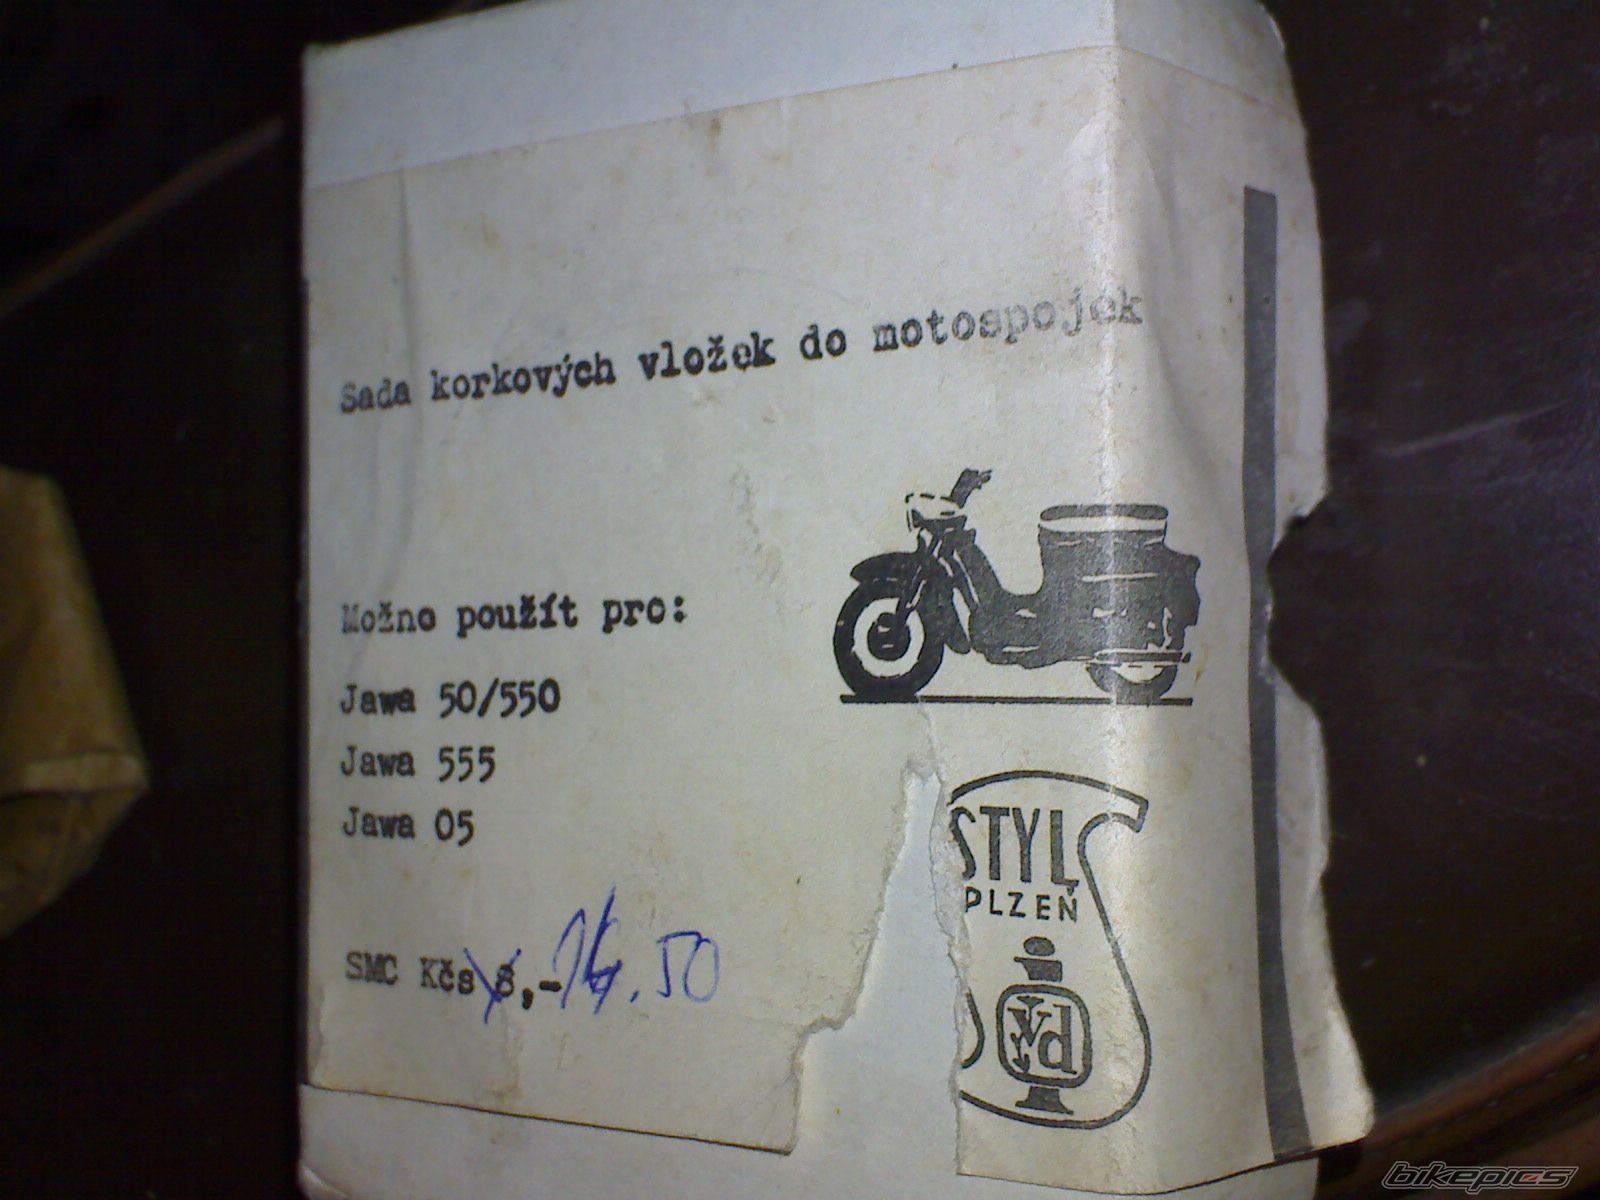 Sada korkových vložek do motospojek
Možno použít pro:
Jawa 50/550
Jawa 555
Jawa 05
SMC Kčs 8,- 14.50
STYL
PLZEŇ
vd
bikepics